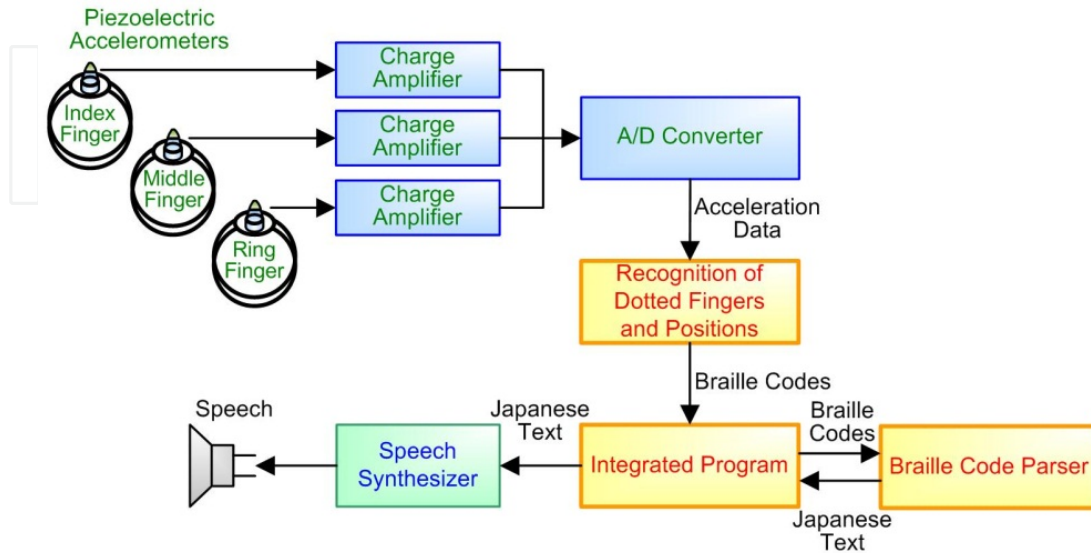 Piezoelectric
Accelerometers
Index
Finger
Middle
Finger
Ring
Finger
Charge
Amplifier
Charge
Amplifier
Charge
Amplifier
A/D Converter
Acceleration
Data
Recognition of
Dotted Fingers
and Positions
Braille Codes
Integrated Program
Braille
Codes
Braille Code Parser
Japanese
Text
Japanese
Text
Speech
Synthesizer
Speech